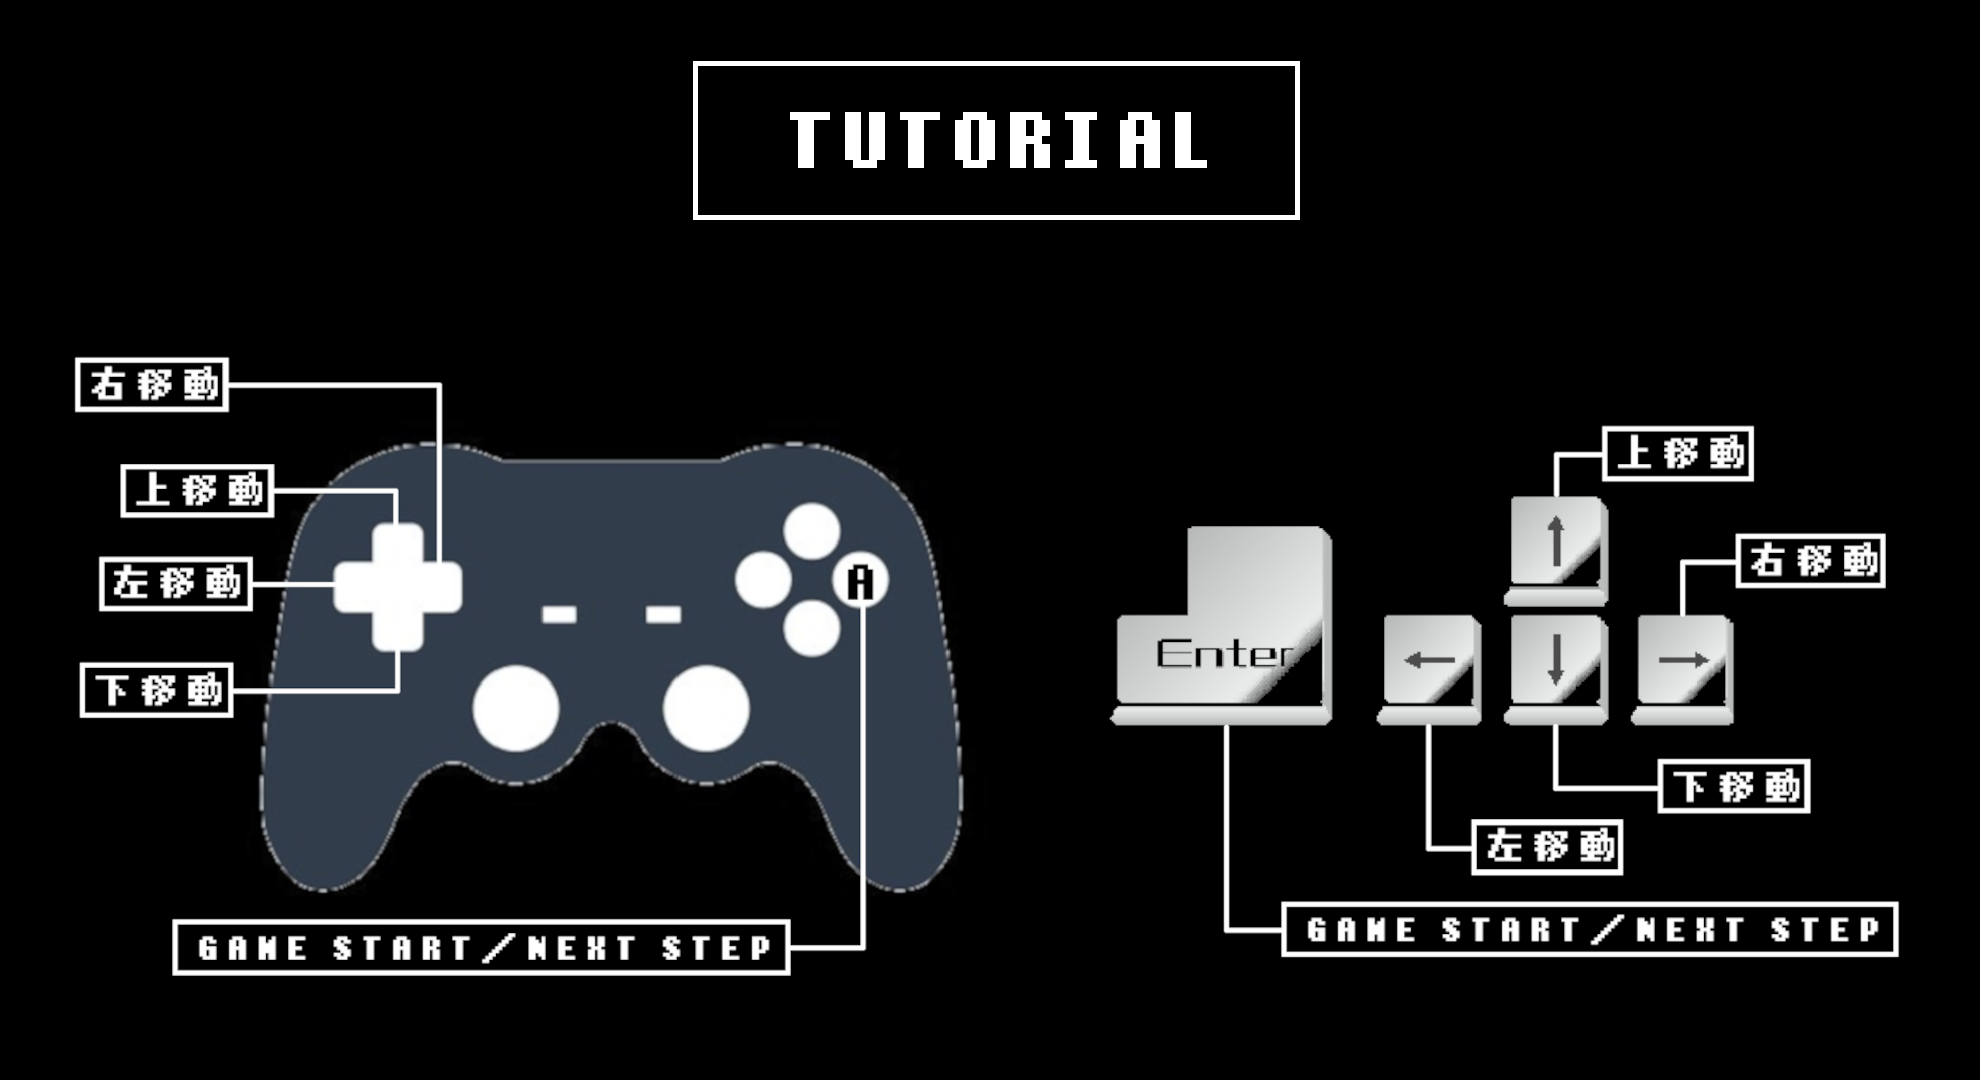 TUTORIAL
右移動
上移動
左移動
下移動
A
GAME START/NEXT STEP
上移動
右移動
↑
Enter
←
↓
→
下移動
左移動
GAME START/NEXT STEP